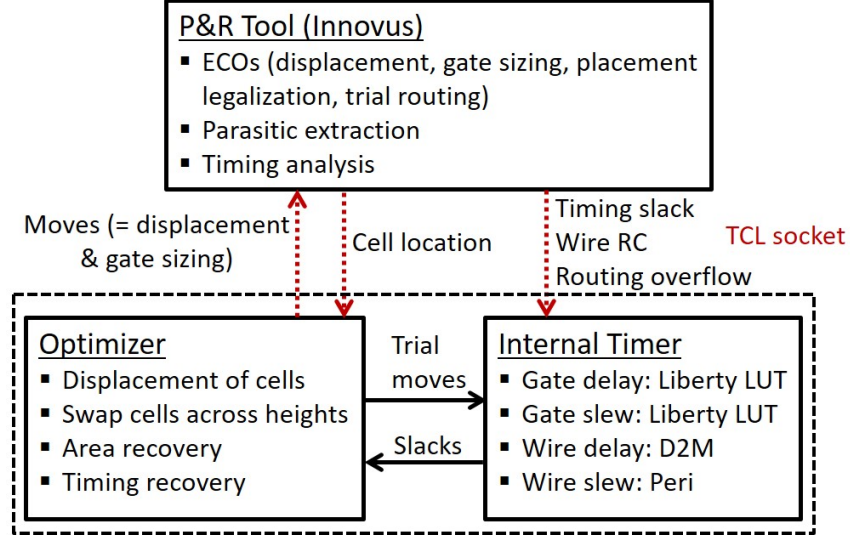 P&R Tool (Innovus)
▪ ECOs (displacement, gate sizing, placement
legalization, trial routing)
▪ Parasitic extraction
▪ Timing analysis
Moves (= displacement
& gate sizing)
Cell location
Timing slack
Wire RC
Routing overflow
TCL socket
Optimizer
▪ Displacement of cells
▪ Swap cells across heights
▪ Area recovery
▪ Timing recovery
Trial
moves
Slacks
Internal Timer
▪ Gate delay: Liberty LUT
▪ Gate slew: Liberty LUT
▪ Wire delay: D2M
▪ Wire slew: Peri